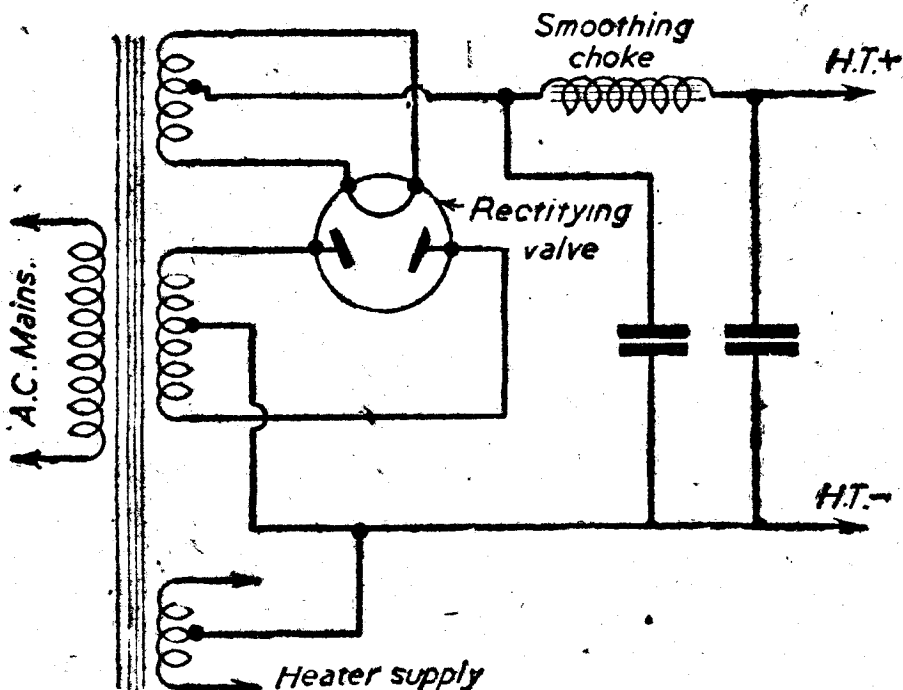 Smoothing
choke
H.T.+
Rectifying
valve
A.C. Mains.
H.T.-
Heater supply